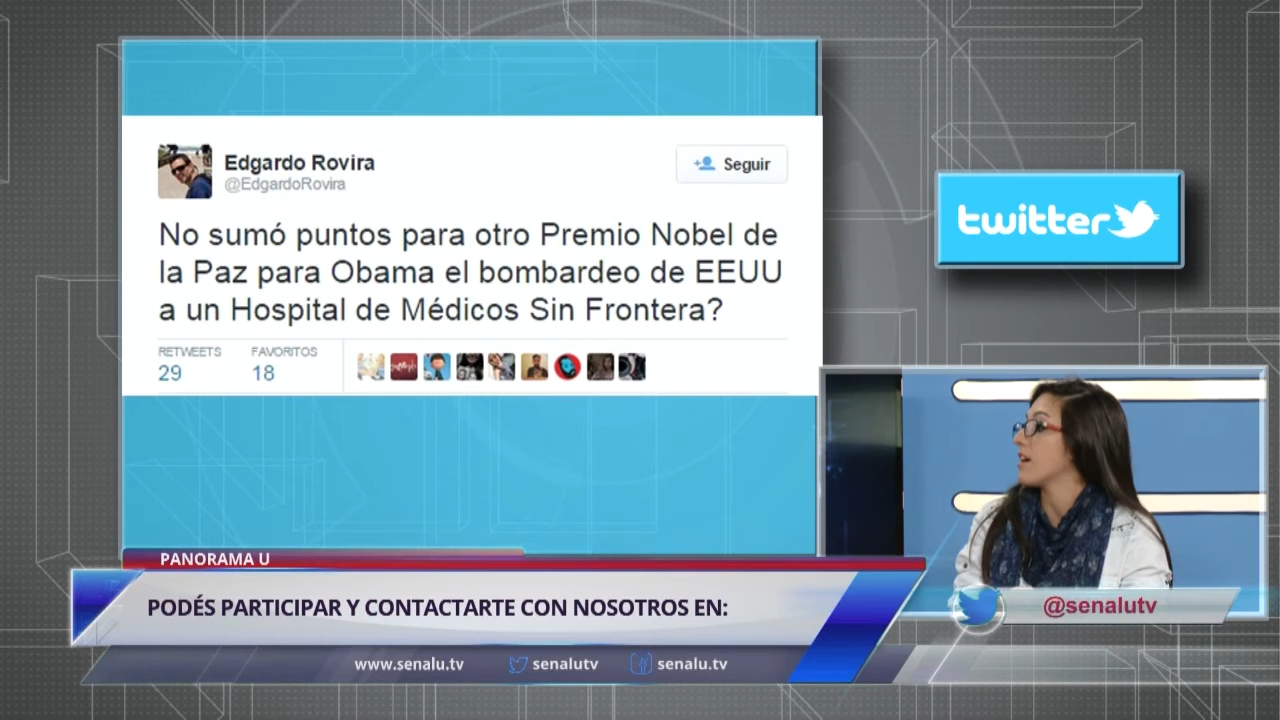 Edgardo Rovira
@EdgardoRovira
Seguir
No sumó puntos para otro Premio Nobel de
la Paz para Obama el bombardeo de EEUU
a un Hospital de Médicos Sin Frontera?
RETWEETS
29
FAVORITOS
18
twitter
PANORAMA U
PODÉS PARTICIPAR Y CONTACTARTE CON NOSOTROS EN:
@senalutv
www.senalu.tv
senalutv
senalu.tv